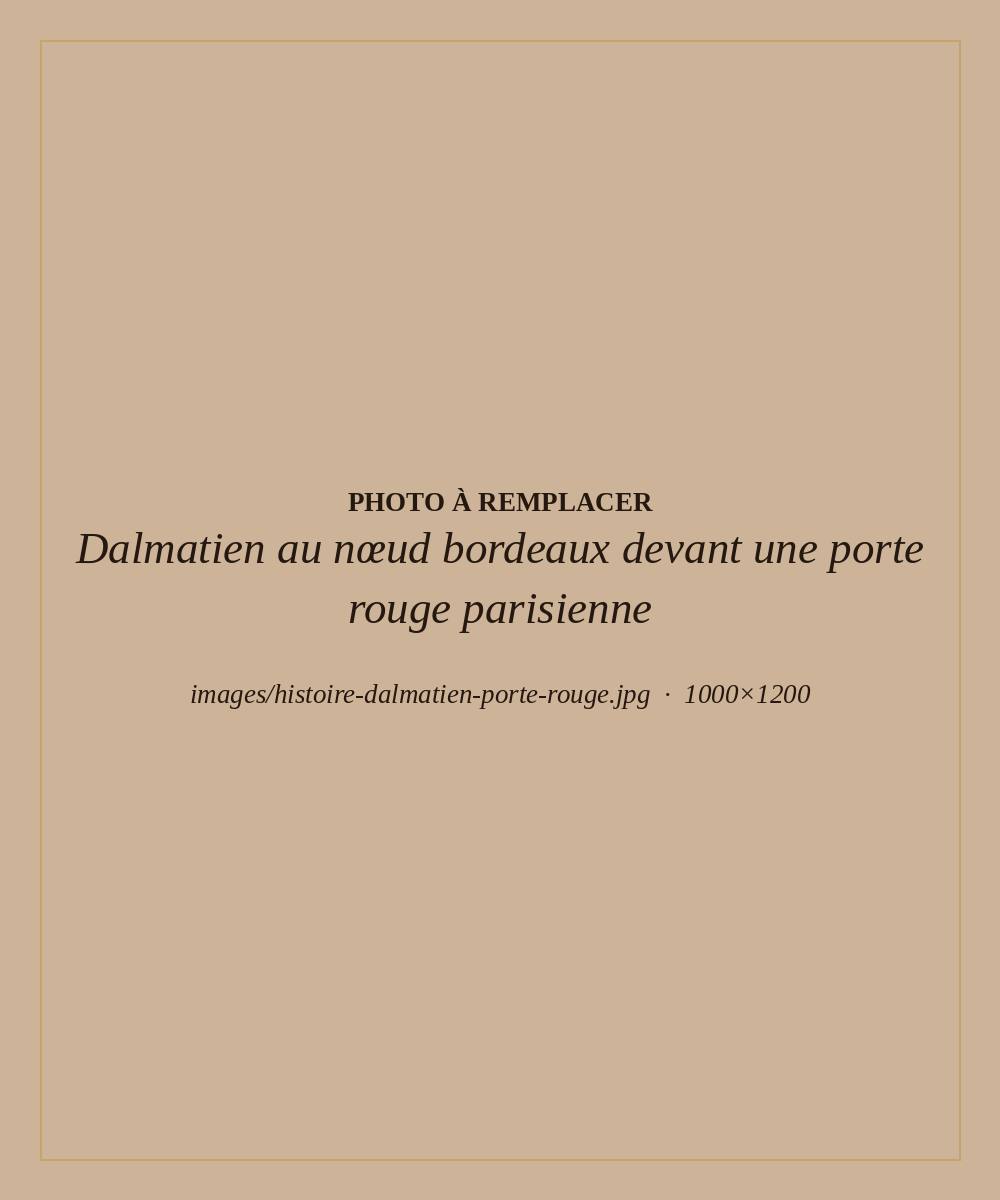 PHOTO À REMPLACER
Dalmatien au nœud bordeaux devant une porte
rouge parisienne
images/histoire-dalmatien-porte-rouge.jpg · 1000×1200